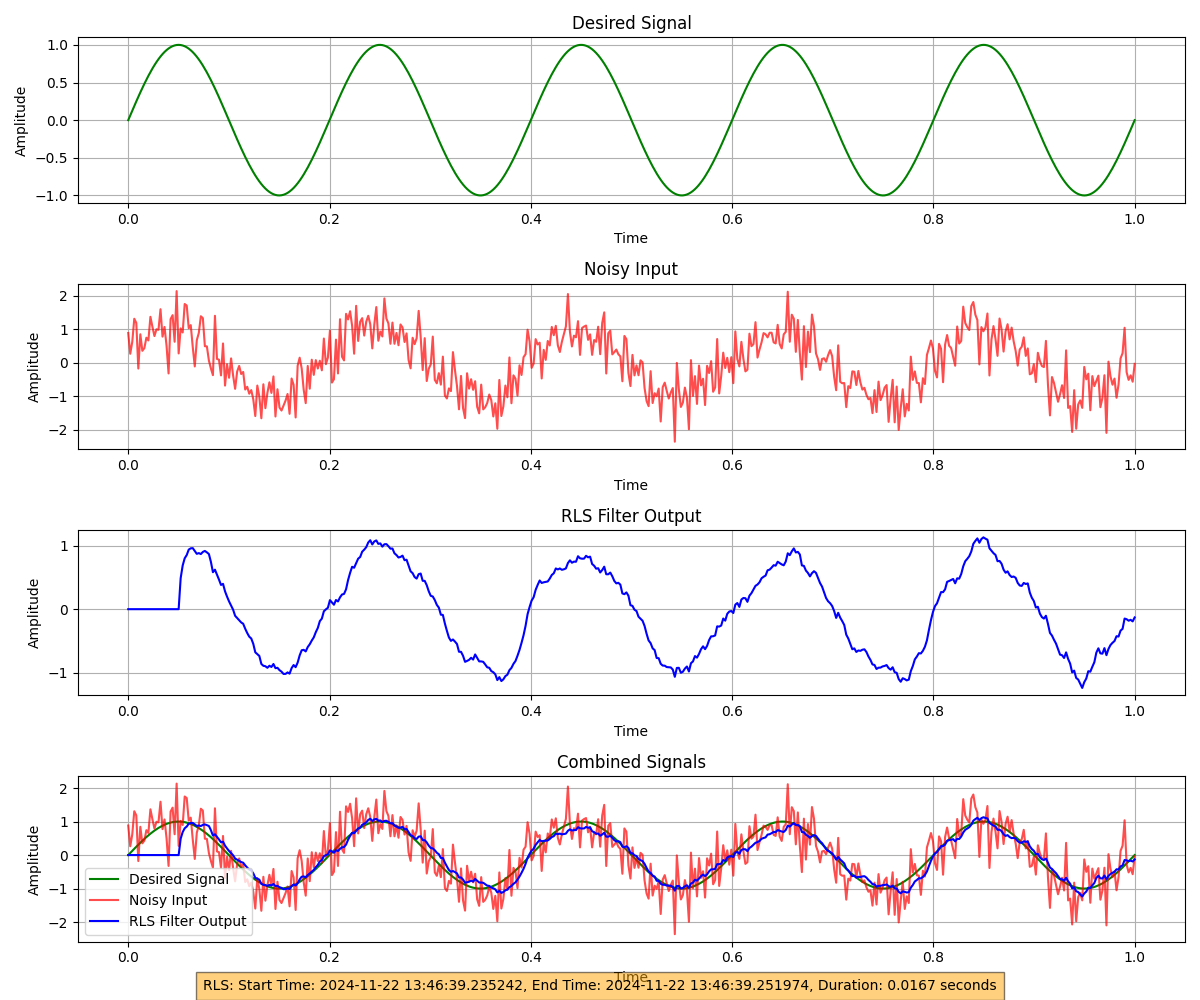 Desired Signal
1.0
0.5
0.0
−0.5
−1.0
Amplitude
0.0 0.2 0.4 0.6 0.8 1.0
Time
Noisy Input
2
1
0
−1
−2
Amplitude
0.0 0.2 0.4 0.6 0.8 1.0
Time
RLS Filter Output
1
0
−1
Amplitude
0.0 0.2 0.4 0.6 0.8 1.0
Time
Combined Signals
2
1
0
−1
−2
Amplitude
Desired Signal
Noisy Input
RLS Filter Output
0.0 0.2 0.4 0.6 0.8 1.0
Time
RLS: Start Time: 2024-11-22 13:46:39.235242, End Time: 2024-11-22 13:46:39.251974, Duration: 0.0167 seconds